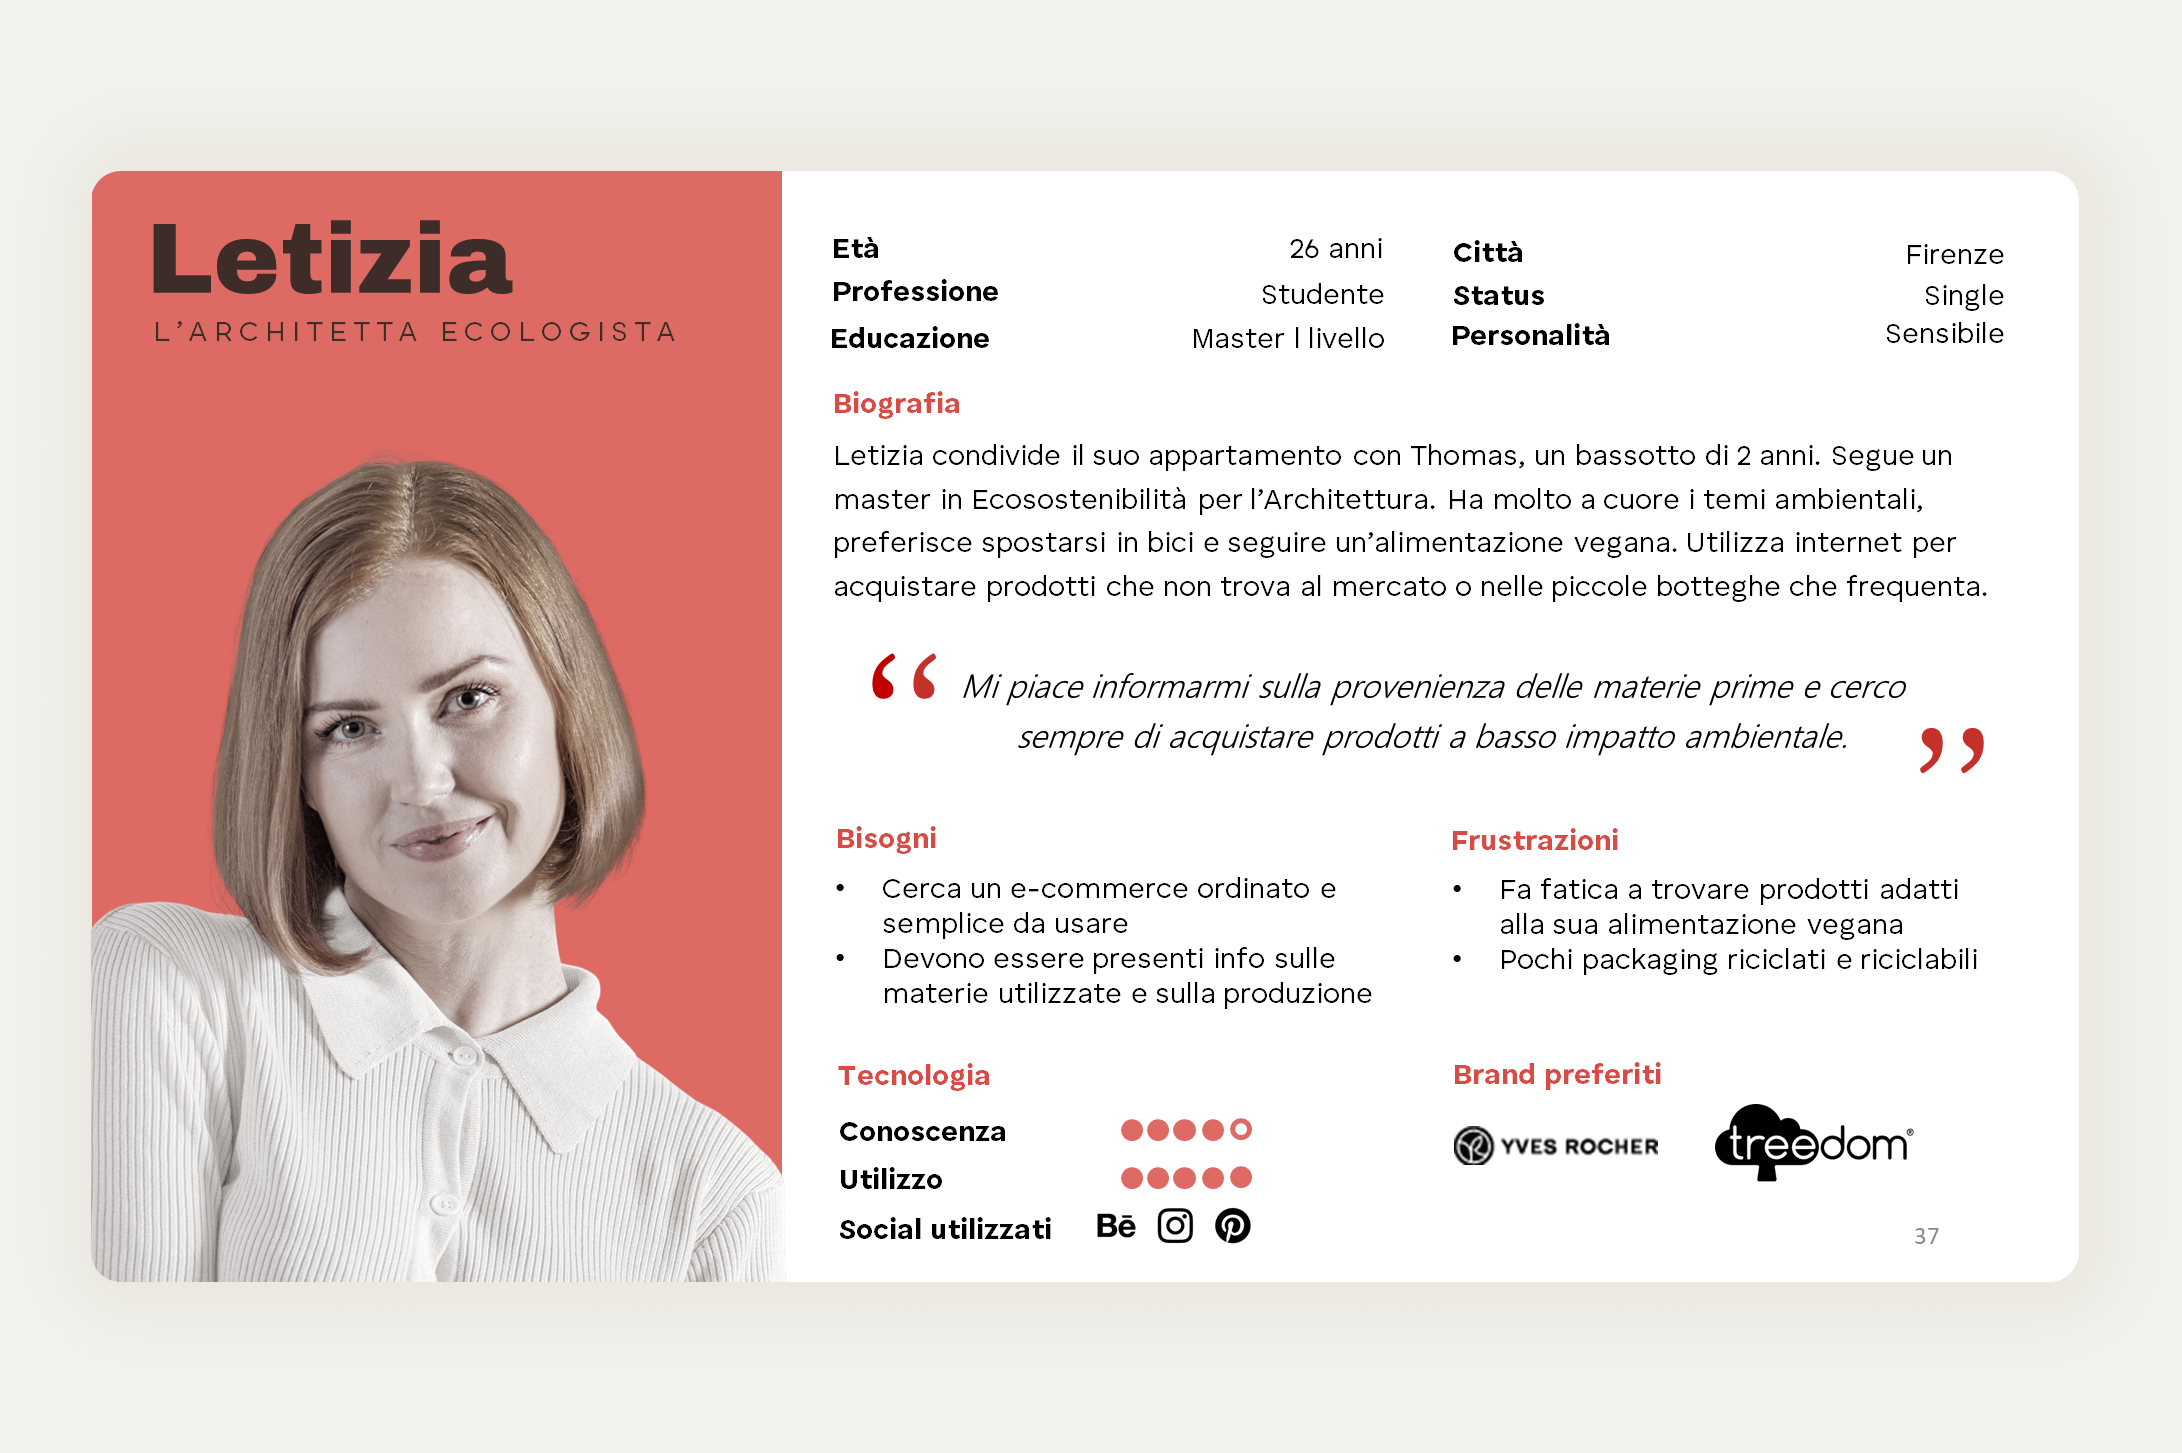 Letizia
L’ARCHITETTA ECOLOGISTA
Età 26 anni
Professione Studente
Educazione Master I livello
Città Firenze
Status Single
Personalità Sensibile
Biografia
Letizia condivide il suo appartamento con Thomas, un bassotto di 2 anni. Segue un
master in Ecosostenibilità per l’Architettura. Ha molto a cuore i temi ambientali,
preferisce spostarsi in bici e seguire un’alimentazione vegana. Utilizza internet per
acquistare prodotti che non trova al mercato o nelle piccole botteghe che frequenta.
“ Mi piace informarmi sulla provenienza delle materie prime e cerco
sempre di acquistare prodotti a basso impatto ambientale. ”
Bisogni
• Cerca un e-commerce ordinato e
semplice da usare
• Devono essere presenti info sulle
materie utilizzate e sulla produzione
Frustrazioni
• Fa fatica a trovare prodotti adatti
alla sua alimentazione vegana
• Pochi packaging riciclati e riciclabili
Tecnologia
Conoscenza
Utilizzo
Social utilizzati Bē
Brand preferiti
YVES ROCHER
treedom®
37